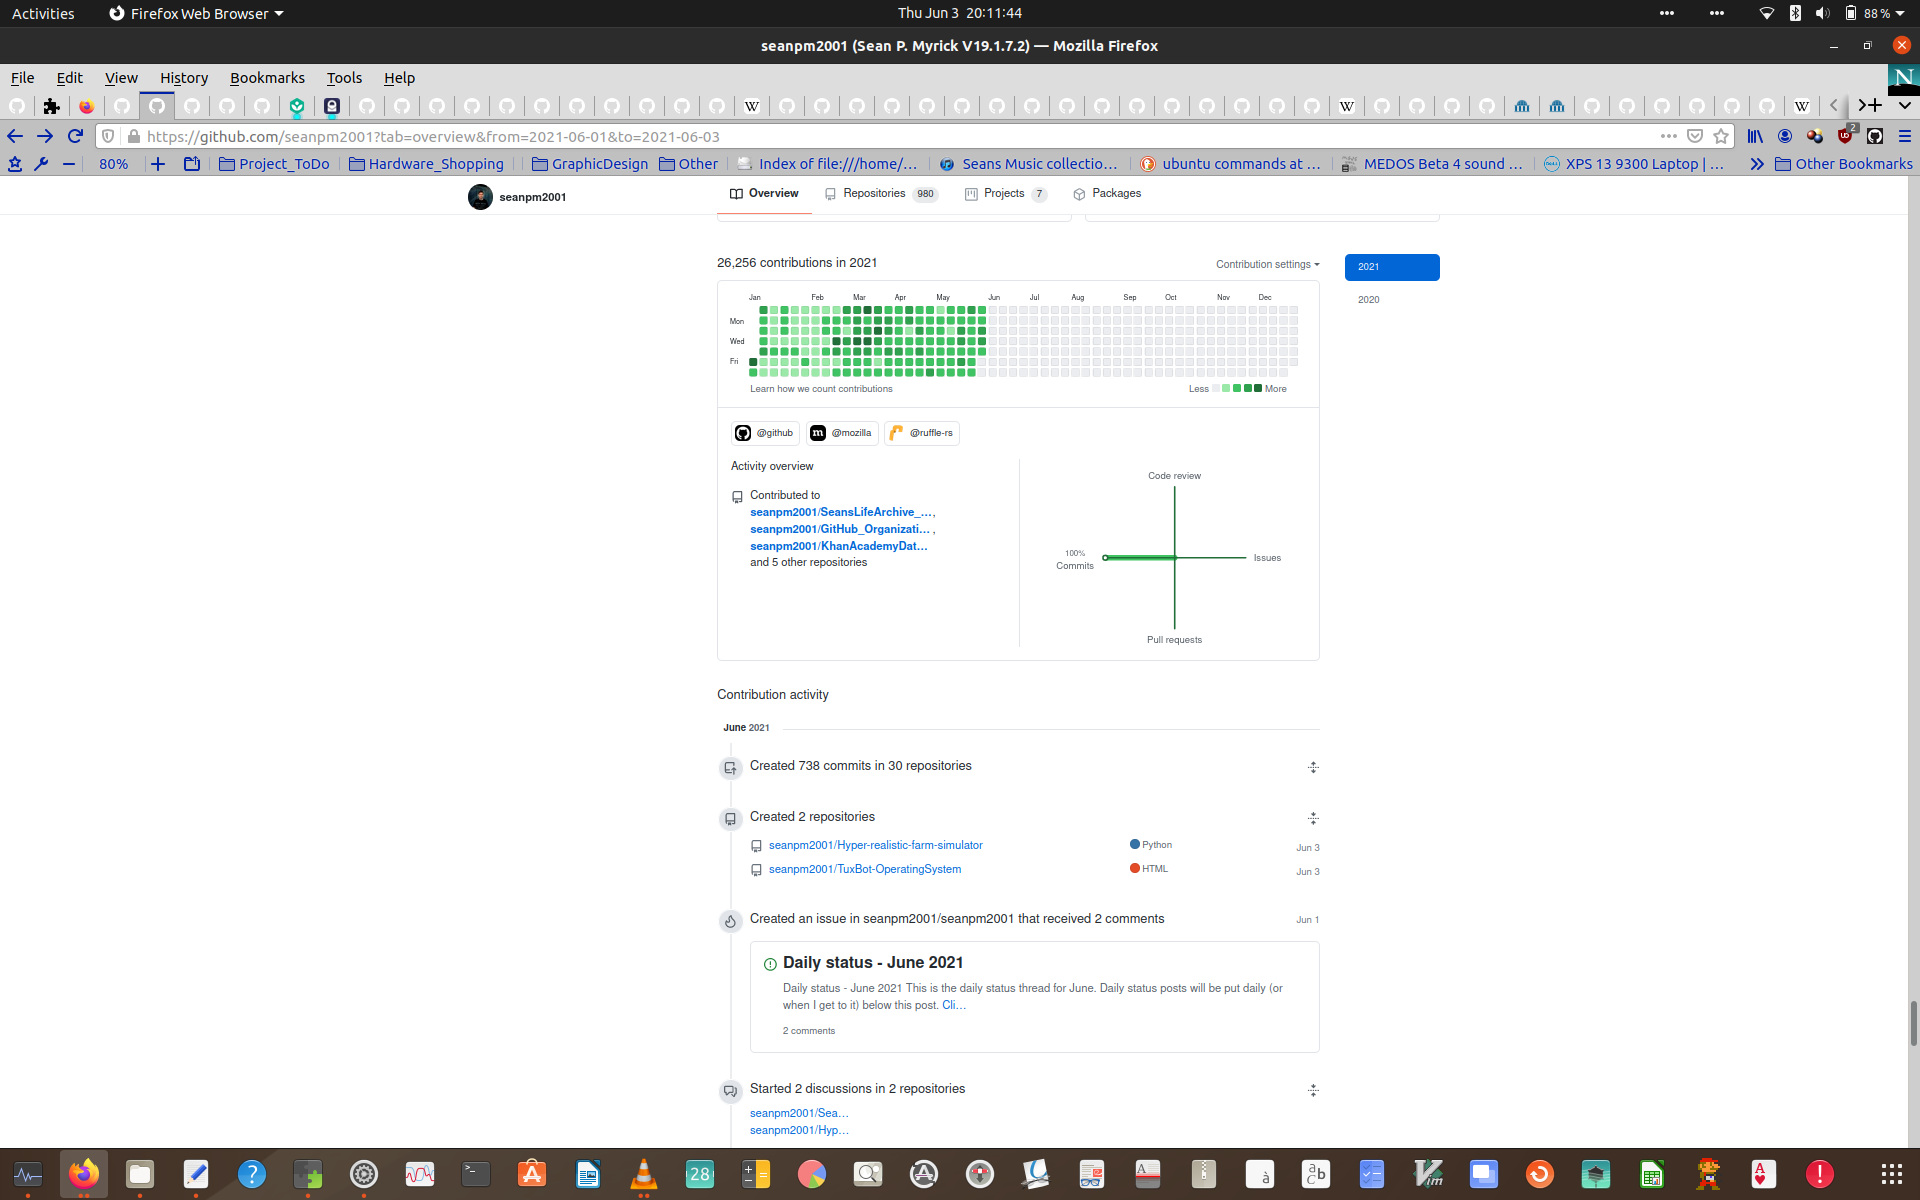 Activities
Firefox Web Browser
Thu Jun 3 20:11:44
88 %
seanpm2001 (Sean P. Myrick V19.1.7.2) — Mozilla Firefox
File Edit View History Bookmarks Tools Help
https://github.com/seanpm2001?tab=overview&from=2021-06-01&to=2021-06-03
2
80%
Project_ToDo
Hardware_Shopping
GraphicDesign
Other
Index of file:///home/…
Seans Music collectio…
ubuntu commands at …
MEDOS Beta 4 sound …
XPS 13 9300 Laptop | …
Other Bookmarks
seanpm2001
Overview
Repositories 980
Projects 7
Packages
26,256 contributions in 2021
Contribution settings
2021
2020
Jan Feb Mar Apr May Jun Jul Aug Sep Oct Nov Dec
Mon
Wed
Fri
Learn how we count contributions
Less
More
@github
@mozilla
@ruffle-rs
Activity overview
Contributed to
seanpm2001/SeansLifeArchive_…,
seanpm2001/GitHub_Organizati… ,
seanpm2001/KhanAcademyDat…
and 5 other repositories
Code review
100%
Commits
Issues
Pull requests
Contribution activity
June 2021
Created 738 commits in 30 repositories
Created 2 repositories
seanpm2001/Hyper-realistic-farm-simulator
Python
Jun 3
seanpm2001/TuxBot-OperatingSystem
HTML
Jun 3
Created an issue in seanpm2001/seanpm2001 that received 2 comments
Jun 1
Daily status - June 2021
Daily status - June 2021 This is the daily status thread for June. Daily status posts will be put daily (or
when I get to it) below this post. Cli…
2 comments
Started 2 discussions in 2 repositories
seanpm2001/Sea…
seanpm2001/Hyp…
28